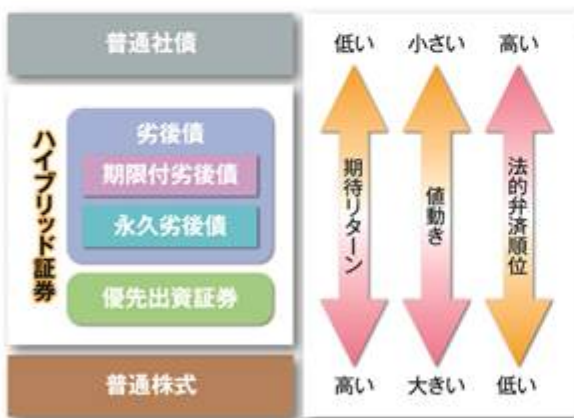 普通社債
ハイブリッド証券
劣後債
期限付劣後債
永久劣後債
優先出資証券
普通株式
低い 小さい 高い
期待リターン
値動き
法的弁済順位
高い 大きい 低い